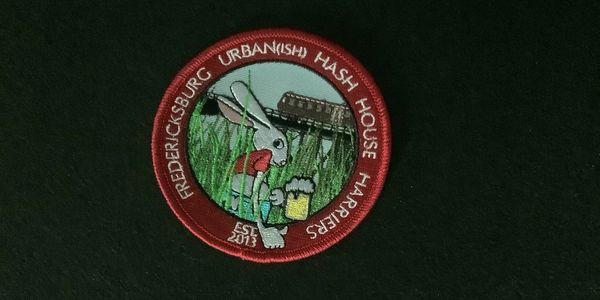 FREDERICKSBURG URBAN(ISH) HASH HOUSE HARRIERS
EST.
2013